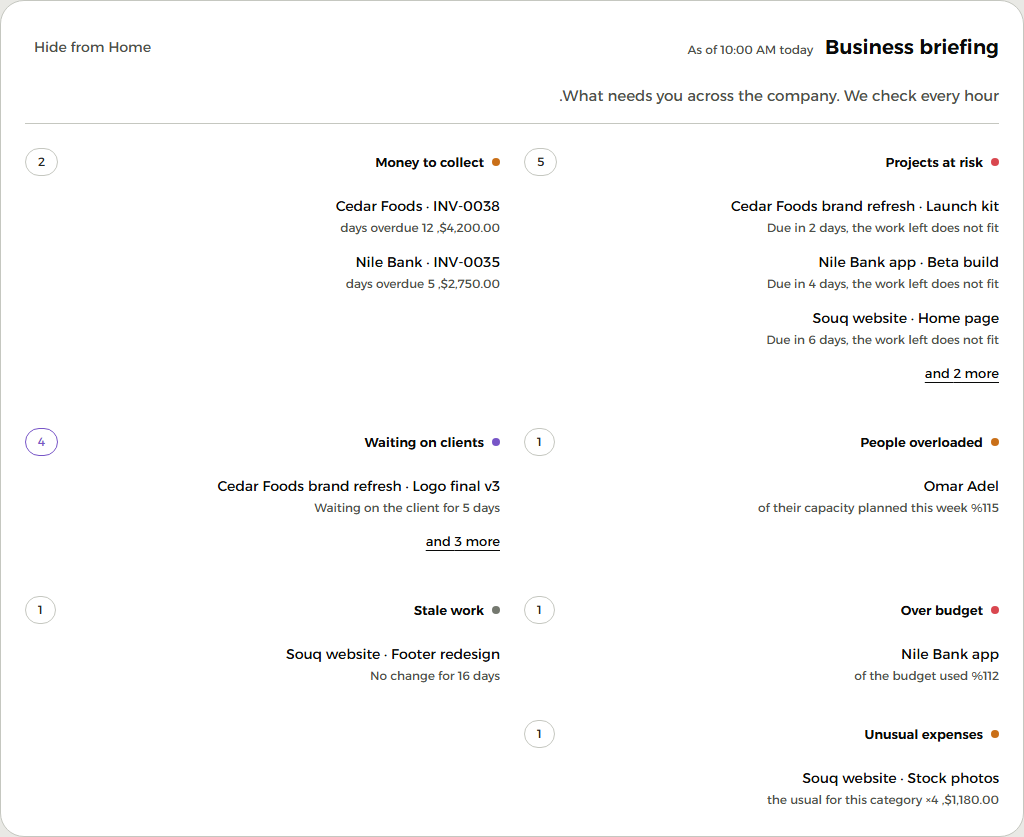 Business briefing As of 10:00 AM today
Hide from Home
.What needs you across the company. We check every hour
Projects at risk 5
Cedar Foods brand refresh · Launch kit
Due in 2 days, the work left does not fit
Nile Bank app · Beta build
Due in 4 days, the work left does not fit
Souq website · Home page
Due in 6 days, the work left does not fit
and 2 more
Money to collect 2
Cedar Foods · INV-0038
days overdue 12 ,$4,200.00
Nile Bank · INV-0035
days overdue 5 ,$2,750.00
People overloaded 1
Omar Adel
of their capacity planned this week %115
Waiting on clients 4
Cedar Foods brand refresh · Logo final v3
Waiting on the client for 5 days
and 3 more
Over budget 1
Nile Bank app
of the budget used %112
Stale work 1
Souq website · Footer redesign
No change for 16 days
Unusual expenses 1
Souq website · Stock photos
the usual for this category ×4 ,$1,180.00